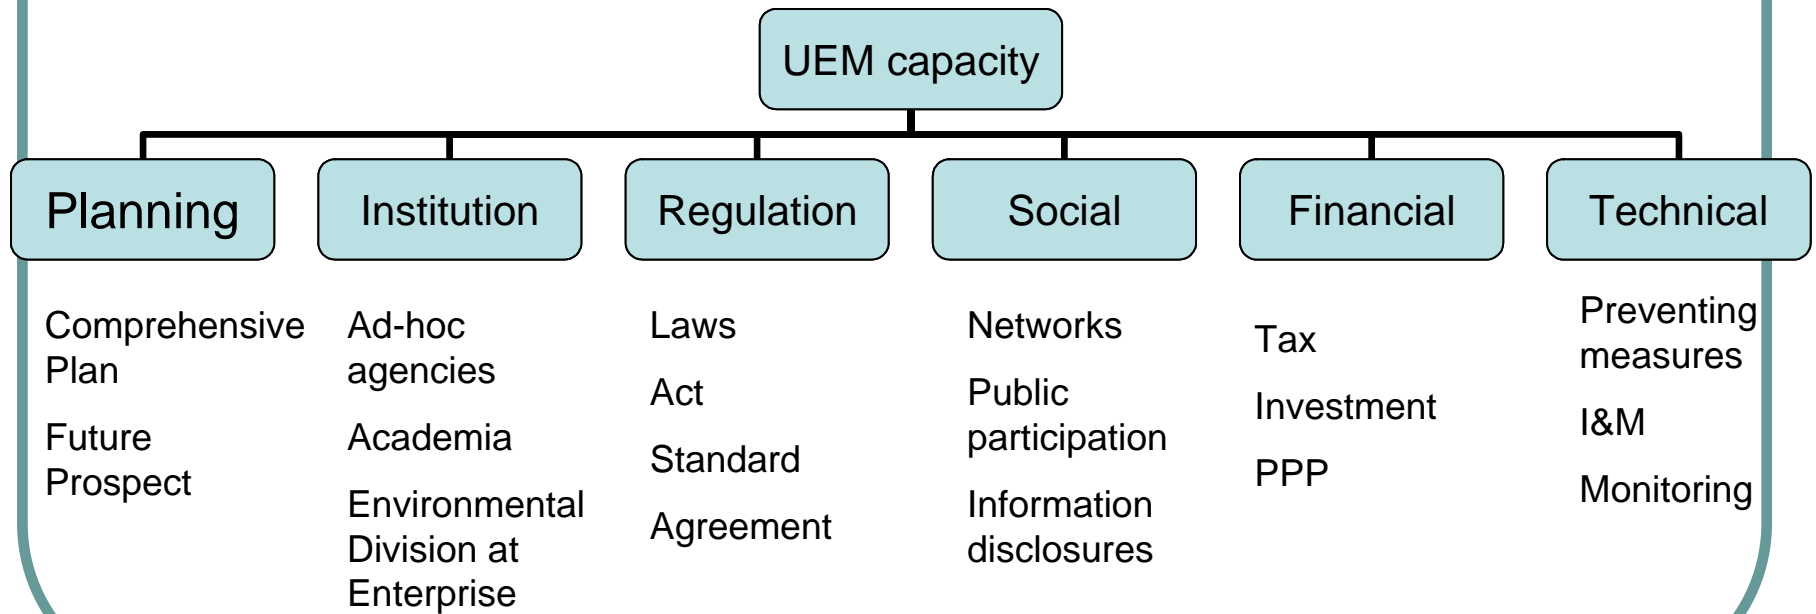 UEM capacity
Planning
Institution
Regulation
Social
Financial
Technical
Comprehensive
Plan
Future
Prospect
Ad-hoc
agencies
Academia
Environmental
Division at
Enterprise
Laws
Act
Standard
Agreement
Networks
Public
participation
Information
disclosures
Tax
Investment
PPP
Preventing
measures
I&M
Monitoring